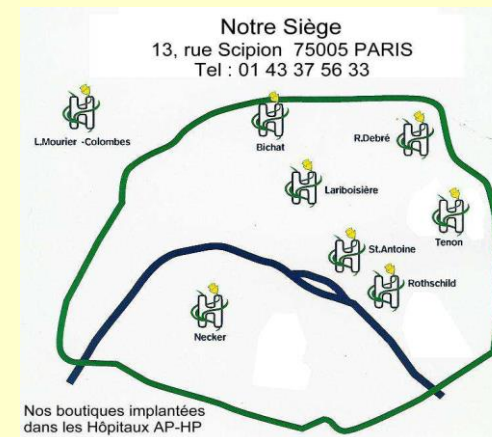 Notre Siège
13, rue Scipion  75005 PARIS
Tel : 01 43 37 56 33
L.Mourier -Colombes
Bichat
R.Debré
Lariboisière
Tenon
St.Antoine
Rothschild
Necker
Nos boutiques implantées
dans les Hôpitaux AP-HP